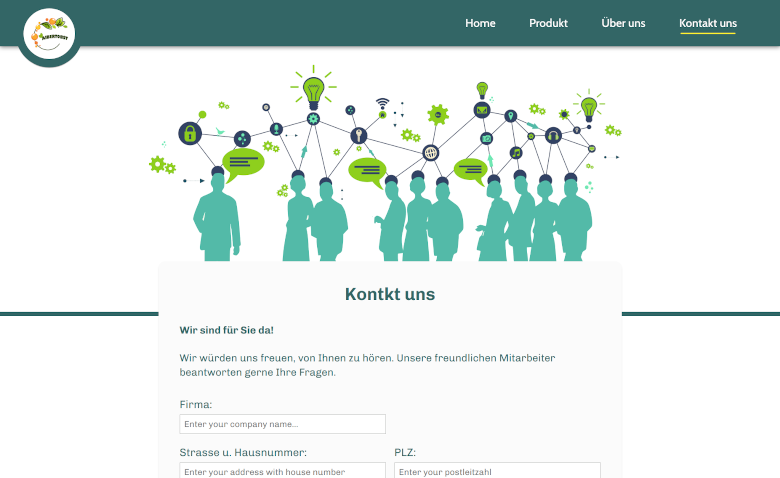 Home Produkt Über uns Kontakt uns
Kontkt uns
Wir sind für Sie da!
Wir würden uns freuen, von Ihnen zu hören. Unsere freundlichen Mitarbeiter
beantworten gerne Ihre Fragen.
Firma:
Enter your company name...
Strasse u. Hausnummer: PLZ:
Enter your address with house number Enter your postleitzahl